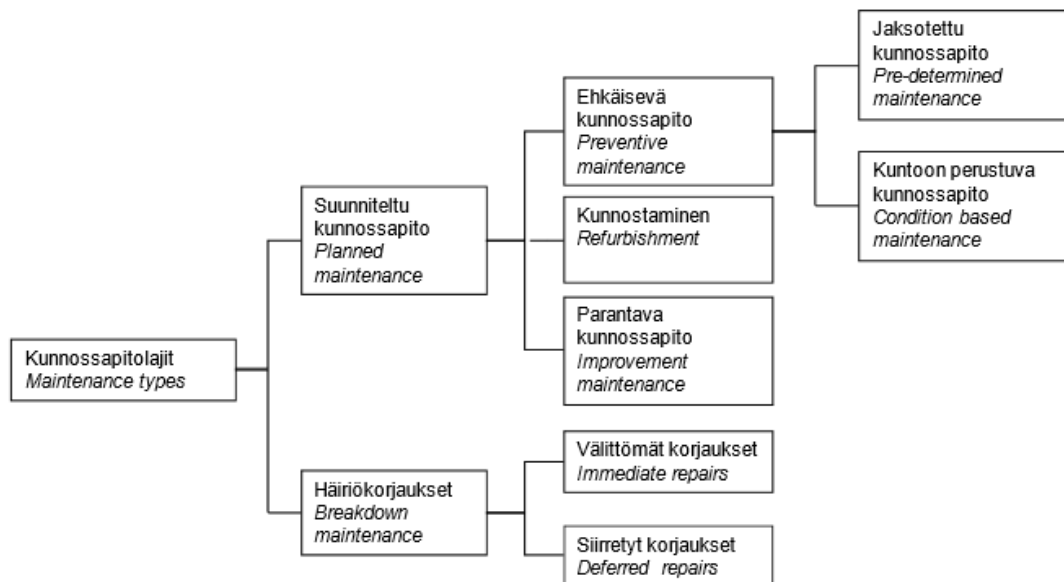 Kunnossapitolajit
Maintenance types
Suunniteltu
kunnossapito
Planned
maintenance
Häiriökorjaukset
Breakdown
maintenance
Ehkäisevä
kunnossapito
Preventive
maintenance
Kunnostaminen
Refurbishment
Parantava
kunnossapito
Improvement
maintenance
Välittömät korjaukset
Immediate repairs
Siirretyt korjaukset
Deferred repairs
Jaksotettu
kunnossapito
Pre-determined
maintenance
Kuntoon perustuva
kunnossapito
Condition based
maintenance